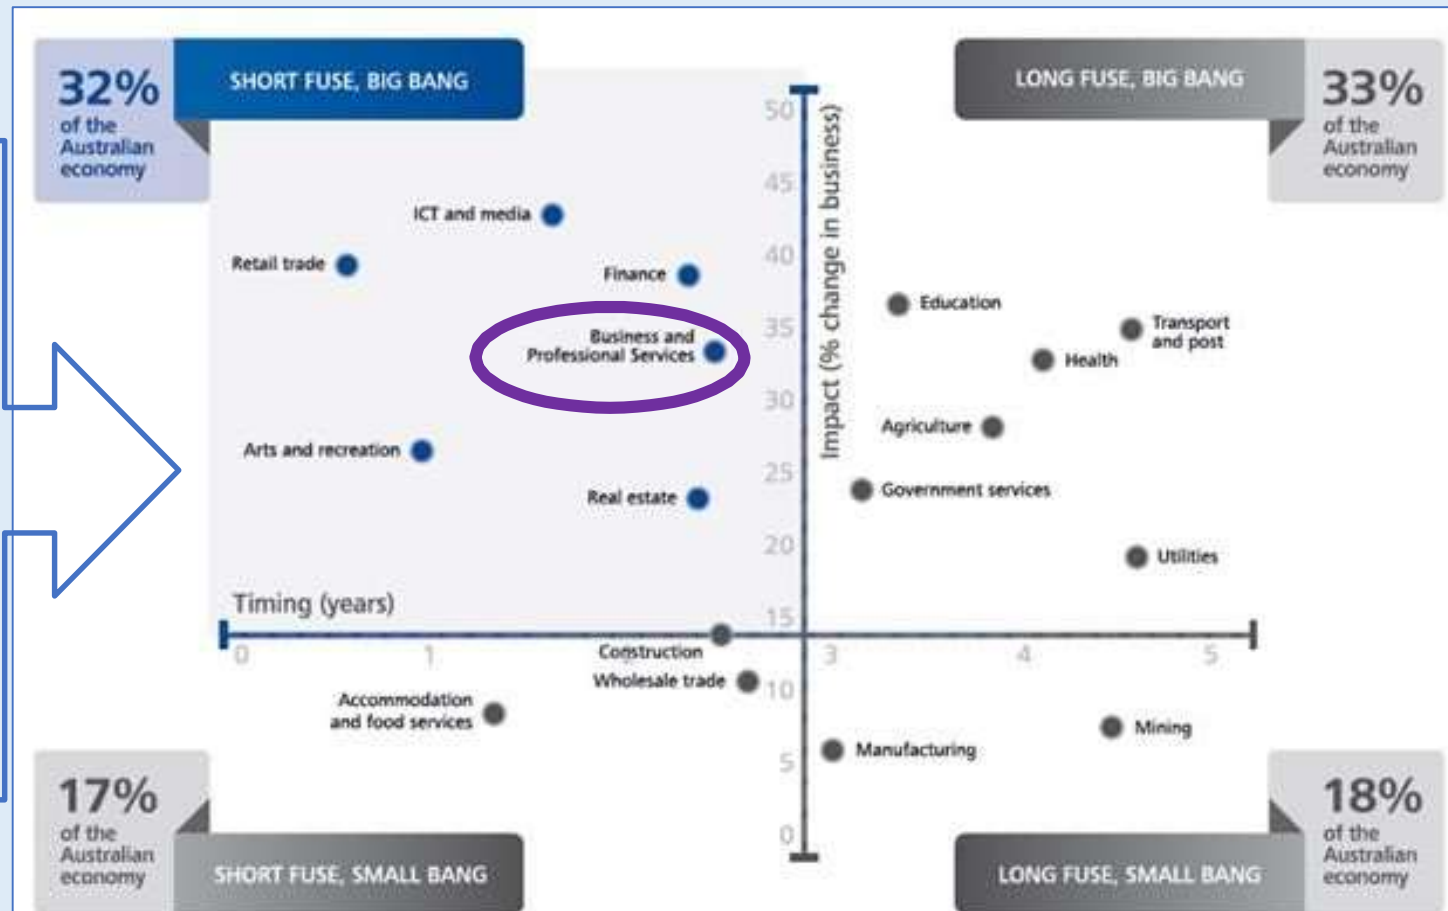 32%
of the
Australian
economy
SHORT FUSE, BIG BANG
LONG FUSE, BIG BANG
33%
of the
Australian
economy
Impact (% change in business)
50
45
40
35
30
25
20
15
10
5
0
ICT and media
Retail trade
Finance
Business and
Professional Services
Arts and recreation
Real estate
Education
Transport
and post
Health
Agriculture
Government services
Utilities
Timing (years)
0
1
3
4
5
Construction
Wholesale trade
Accommodation
and food services
Manufacturing
Mining
17%
of the
Australian
economy
SHORT FUSE, SMALL BANG
LONG FUSE, SMALL BANG
18%
of the
Australian
economy